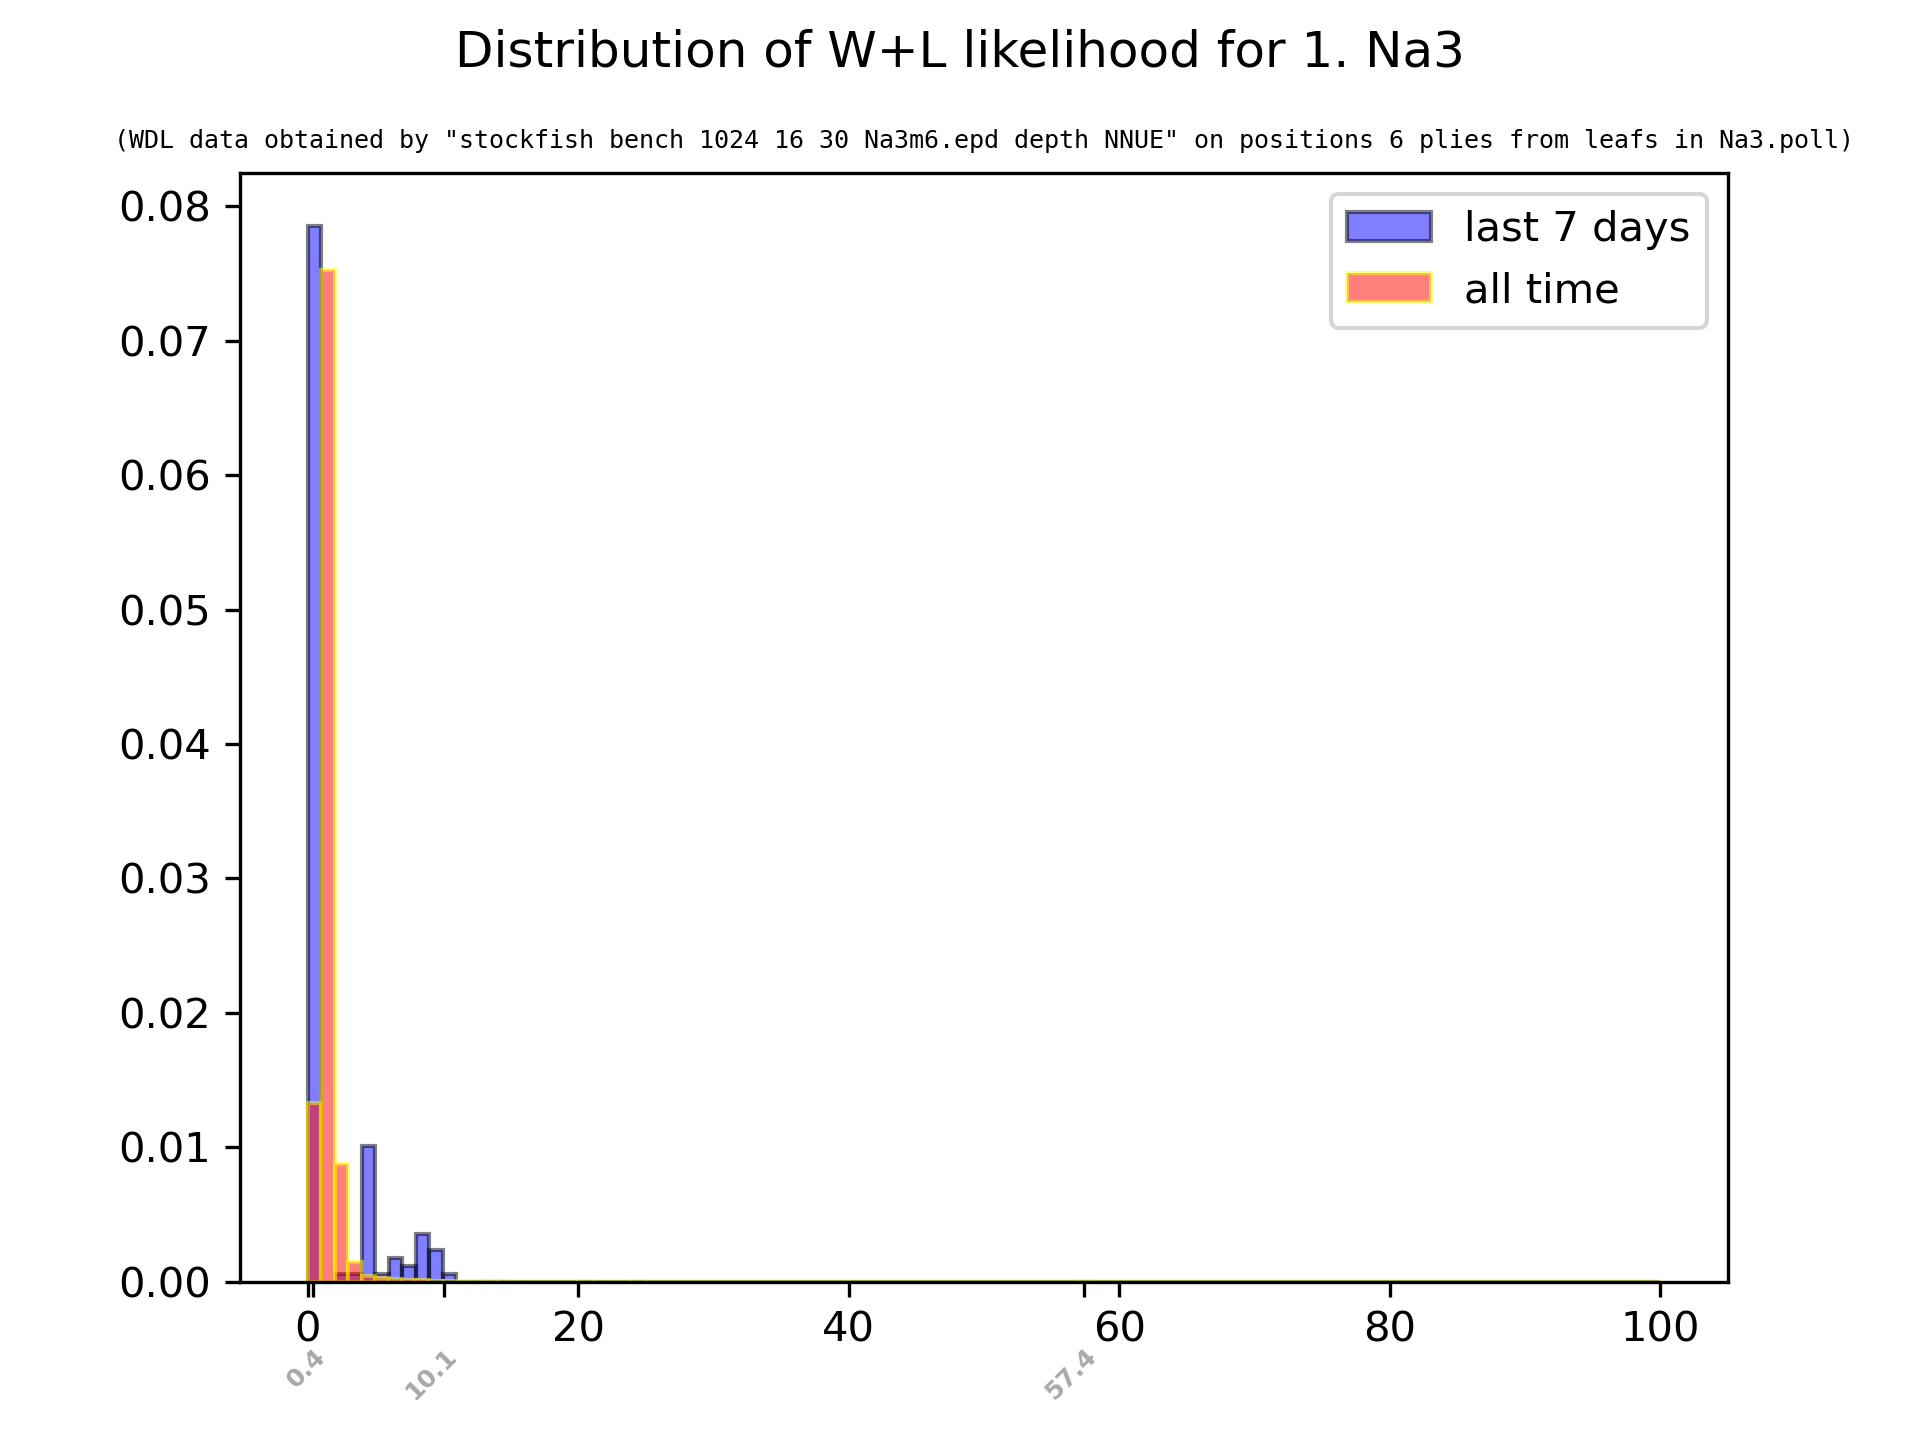 Distribution of W+L likelihood for 1. Na3
(WDL data obtained by "stockfish bench 1024 16 30 Na3m6.epd depth NNUE" on positions 6 plies from leafs in Na3.poll)
last 7 days
all time
0.08
0.07
0.06
0.05
0.04
0.03
0.02
0.01
0.00
0 20 40 60 80 100
0.4 10.1 57.4